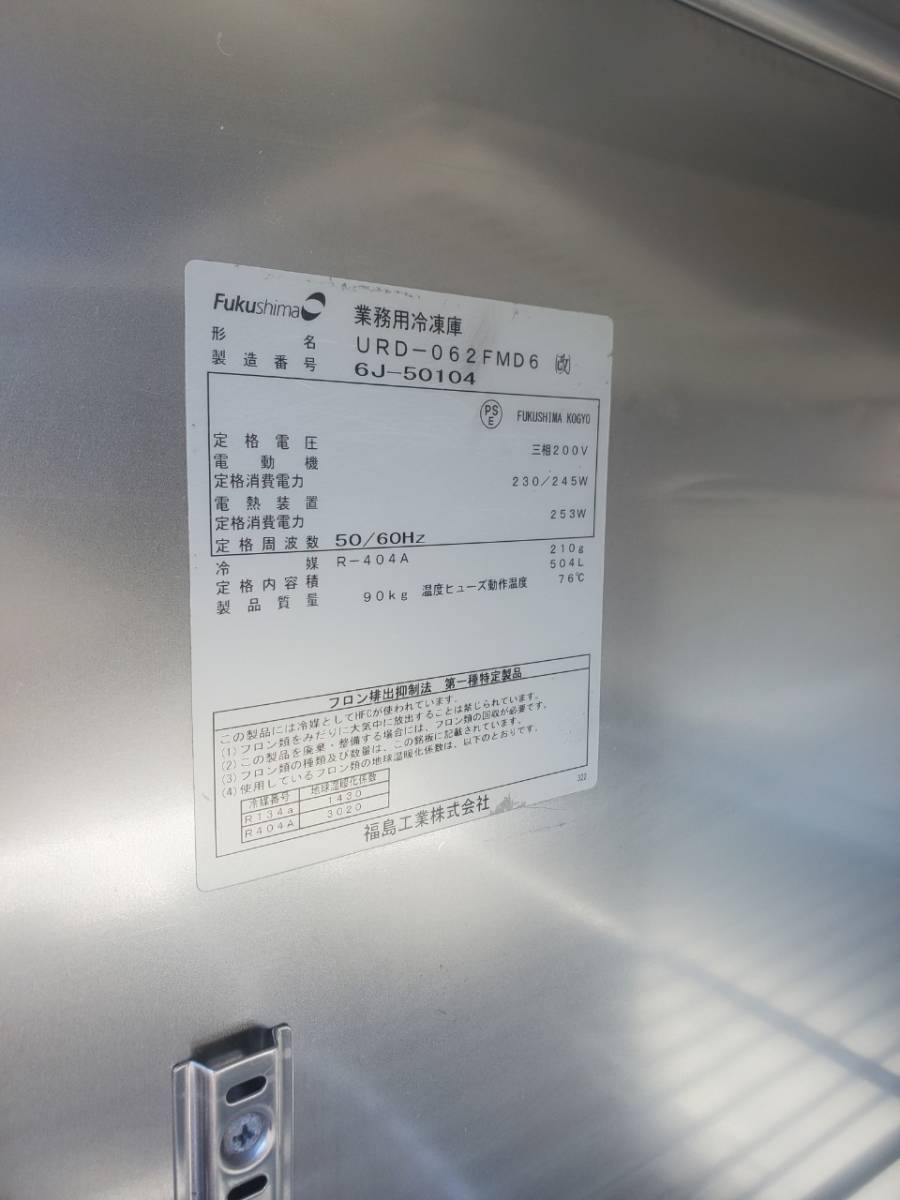 Fukushima 業務用冷凍庫
形名 URD-062FMD6 改
製造番号 6J-50104
PSE FUKUSHIMA KOGYO
定格電圧 三相200V
電動機
定格消費電力 230/245W
電熱装置
定格消費電力 253W
定格周波数 50/60Hz
冷媒 R-404A 210g
定格内容積 504L
製品質量 90kg 温度ヒューズ動作温度 76℃
フロン排出抑制法 第一種特定製品
この製品には冷媒としてHFCが使われています。
(1) フロン類をみだりに大気中に放出することは禁じられています。
(2) この製品を廃棄・整備する場合には、フロン類の回収が必要です。
(3) フロン類の種類及び数量は、この銘板に記載されています。
(4) 使用しているフロン類の地球温暖化係数は、以下のとおりです。
冷媒番号 地球温暖化係数
R134a 1430
R404A 3020
322
福島工業株式会社